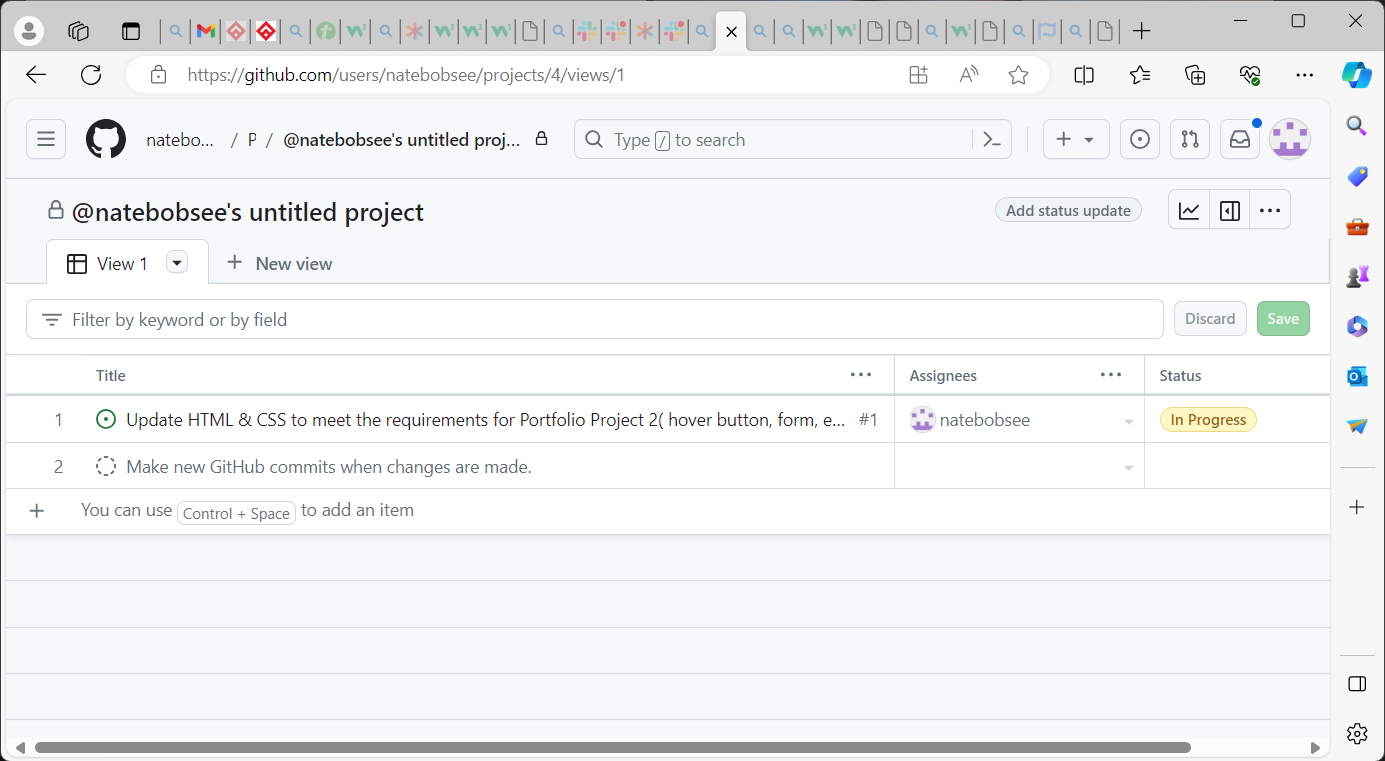 https://github.com/users/natebobsee/projects/4/views/1
natebo... / P / @natebobsee's untitled proj...
Type / to search
@natebobsee's untitled project
Add status update
View 1
New view
Filter by keyword or by field
Discard
Save
Title
Assignees
Status
1 Update HTML & CSS to meet the requirements for Portfolio Project 2( hover button, form, e... #1 natebobsee In Progress
2 Make new GitHub commits when changes are made.
You can use Control + Space to add an item